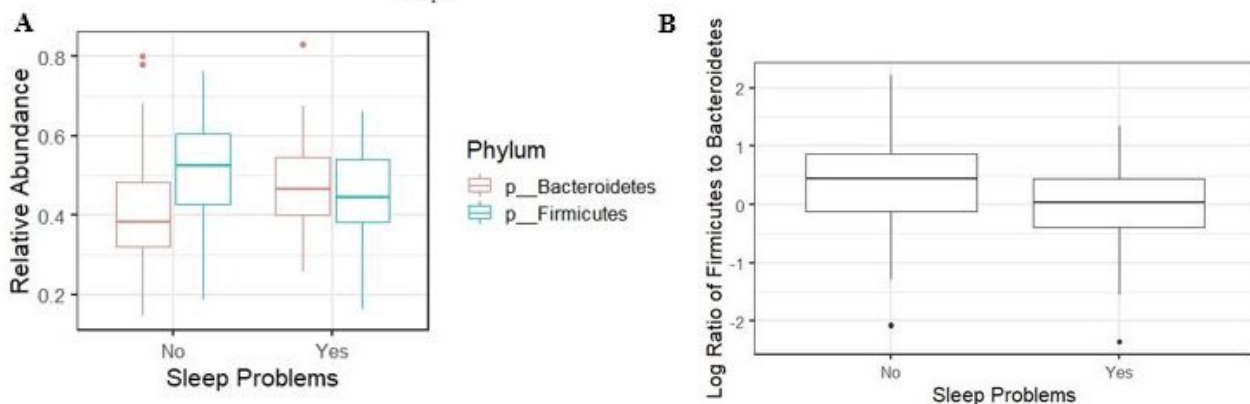 A
Relative Abundance
0.8
0.6
0.4
0.2
No
Yes
Sleep Problems
Phylum
p__Bacteroidetes
p__Firmicutes
B
Log Ratio of Firmicutes to Bacteroidetes
2
1
0
-1
-2
No
Yes
Sleep Problems